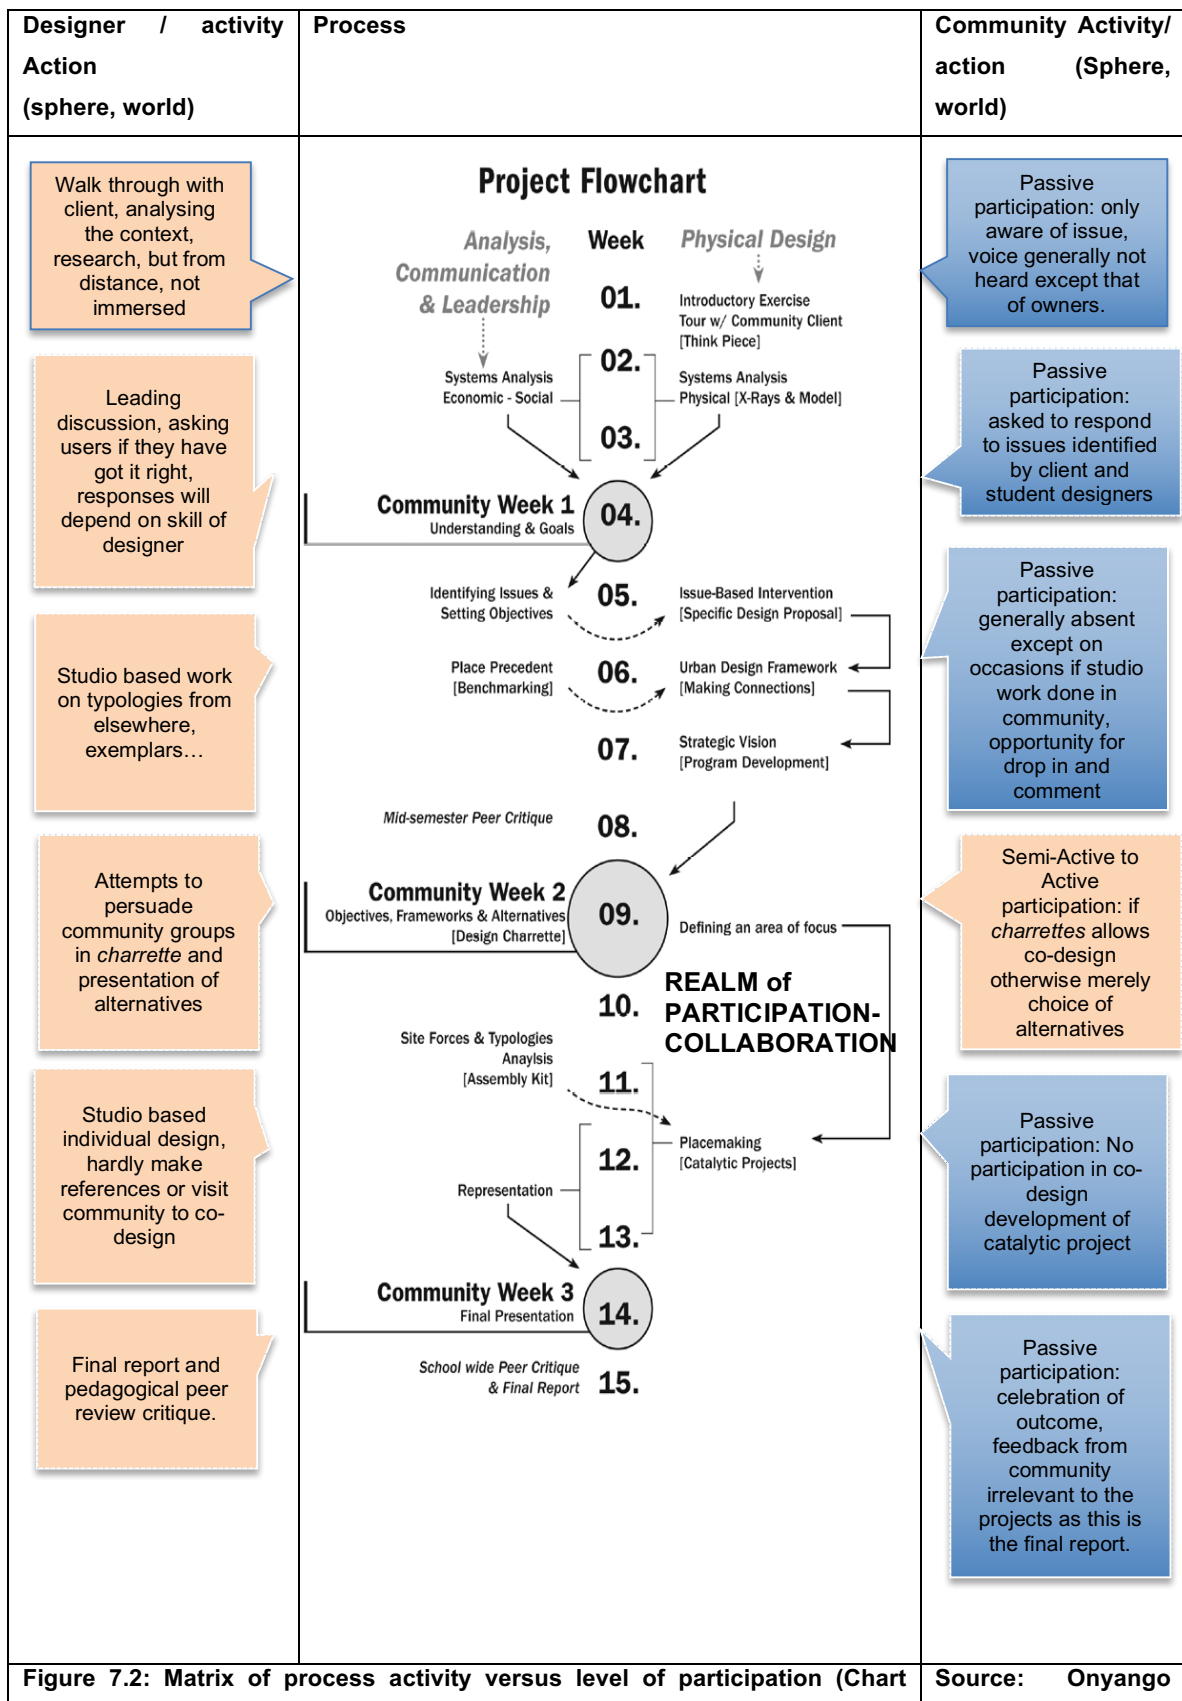 Designer / activity
Action
(sphere, world)
Process
Community Activity/
action (Sphere,
world)
Walk through with
client, analysing
the context,
research, but from
distance, not
immersed
Leading
discussion, asking
users if they have
got it right,
responses will
depend on skill of
designer
Studio based work
on typologies from
elsewhere,
exemplars…
Attempts to
persuade
community groups
in charrette and
presentation of
alternatives
Studio based
individual design,
hardly make
references or visit
community to co-
design
Final report and
pedagogical peer
review critique.
Project Flowchart
Analysis,
Communication
& Leadership
Week
Physical Design
01.
Introductory Exercise
Tour w/ Community Client
[Think Piece]
02.
Systems Analysis
Economic - Social
Systems Analysis
Physical [X-Rays & Model]
03.
Community Week 1
Understanding & Goals
04.
Identifying Issues &
Setting Objectives
05.
Issue-Based Intervention
[Specific Design Proposal]
Place Precedent
[Benchmarking]
06.
Urban Design Framework
[Making Connections]
07.
Strategic Vision
[Program Development]
Mid-semester Peer Critique
08.
Community Week 2
Objectives, Frameworks & Alternatives
[Design Charrette]
09.
Defining an area of focus
REALM of
PARTICIPATION-
COLLABORATION
10.
Site Forces & Typologies
Anaylsis
[Assembly Kit]
11.
Placemaking
[Catalytic Projects]
12.
Representation
13.
Community Week 3
Final Presentation
14.
School wide Peer Critique
& Final Report
15.
Passive
participation: only
aware of issue,
voice generally not
heard except that
of owners.
Passive
participation:
asked to respond
to issues identified
by client and
student designers
Passive
participation:
generally absent
except on
occasions if studio
work done in
community,
opportunity for
drop in and
comment
Semi-Active to
Active
participation: if
charrettes allows
co-design
otherwise merely
choice of
alternatives
Passive
participation: No
participation in co-
design
development of
catalytic project
Passive
participation:
celebration of
outcome,
feedback from
community
irrelevant to the
projects as this is
the final report.
Figure 7.2: Matrix of process activity versus level of participation (Chart
Source: Onyango